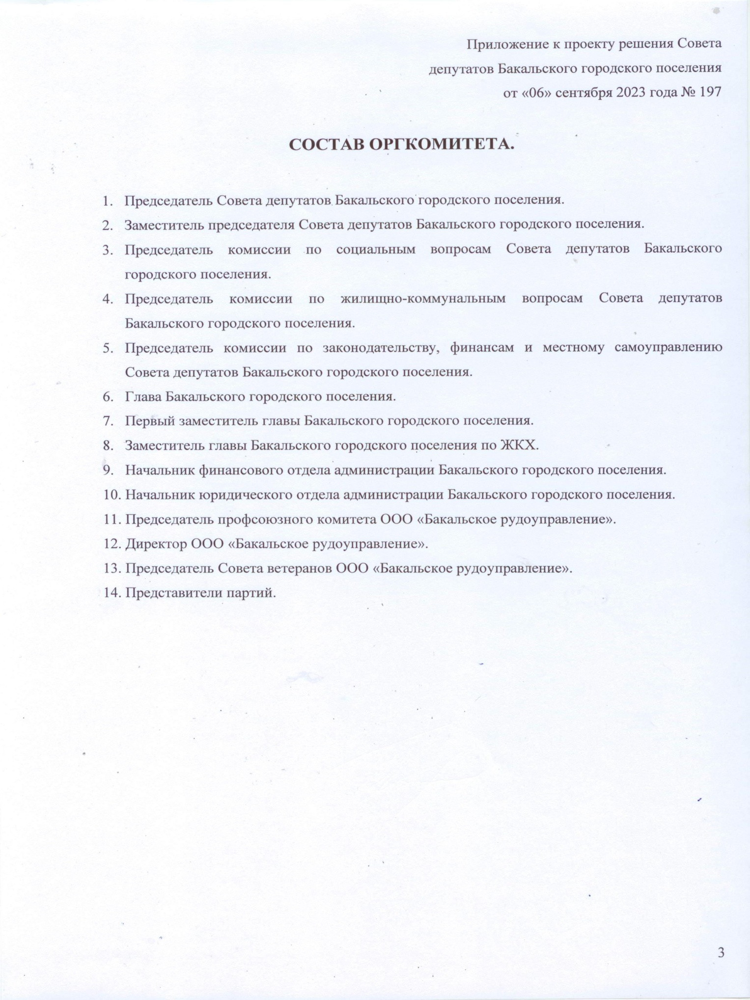 Приложение к проекту решения Совета
депутатов Бакальского городского поселения
от «06» сентября 2023 года № 197
СОСТАВ ОРГКОМИТЕТА.
1. Председатель Совета депутатов Бакальского городского поселения.
2. Заместитель председателя Совета депутатов Бакальского городского поселения.
3. Председатель комиссии по социальным вопросам Совета депутатов Бакальского
городского поселения.
4. Председатель комиссии по жилищно-коммунальным вопросам Совета депутатов
Бакальского городского поселения.
5. Председатель комиссии по законодательству, финансам и местному самоуправлению
Совета депутатов Бакальского городского поселения.
6. Глава Бакальского городского поселения.
7. Первый заместитель главы Бакальского городского поселения.
8. Заместитель главы Бакальского городского поселения по ЖКХ.
9. Начальник финансового отдела администрации Бакальского городского поселения.
10. Начальник юридического отдела администрации Бакальского городского поселения.
11. Председатель профсоюзного комитета ООО «Бакальское рудоуправление».
12. Директор ООО «Бакальское рудоуправление».
13. Председатель Совета ветеранов ООО «Бакальское рудоуправление».
14. Представители партий.
3